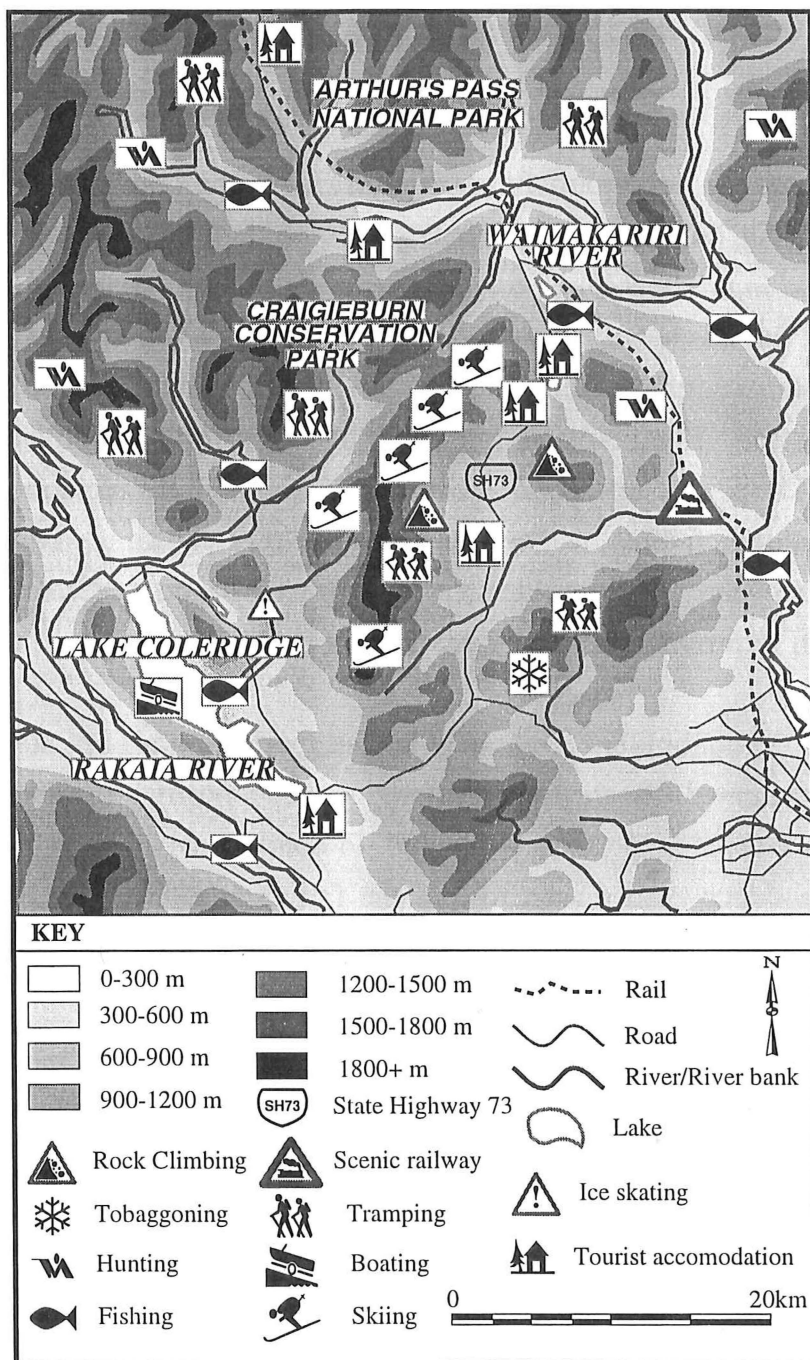 ARTHUR'S PASS
NATIONAL PARK
WAIMAKARIRI
RIVER
CRAIGIEBURN
CONSERVATION
PARK
SH73
LAKE COLERIDGE
RAKAIA RIVER
KEY
0-300 m
300-600 m
600-900 m
900-1200 m
1200-1500 m
1500-1800 m
1800+ m
SH73 State Highway 73
Rail
Road
River/River bank
Lake
N
Rock Climbing
Tobaggoning
Hunting
Fishing
Scenic railway
Tramping
Boating
Skiing
! Ice skating
Tourist accomodation
0 20km